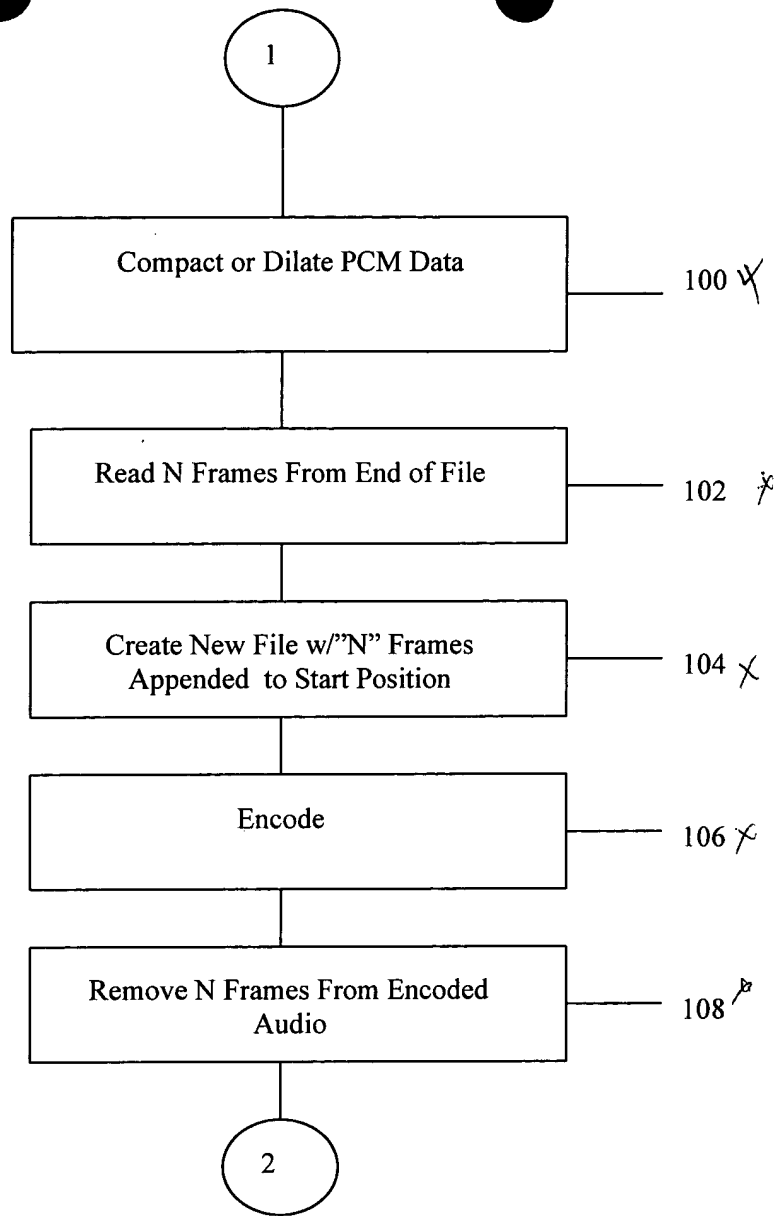 1
Compact or Dilate PCM Data
100
Read N Frames From End of File
102
Create New File w/"N" Frames
Appended to Start Position
104
Encode
106
Remove N Frames From Encoded
Audio
108
2